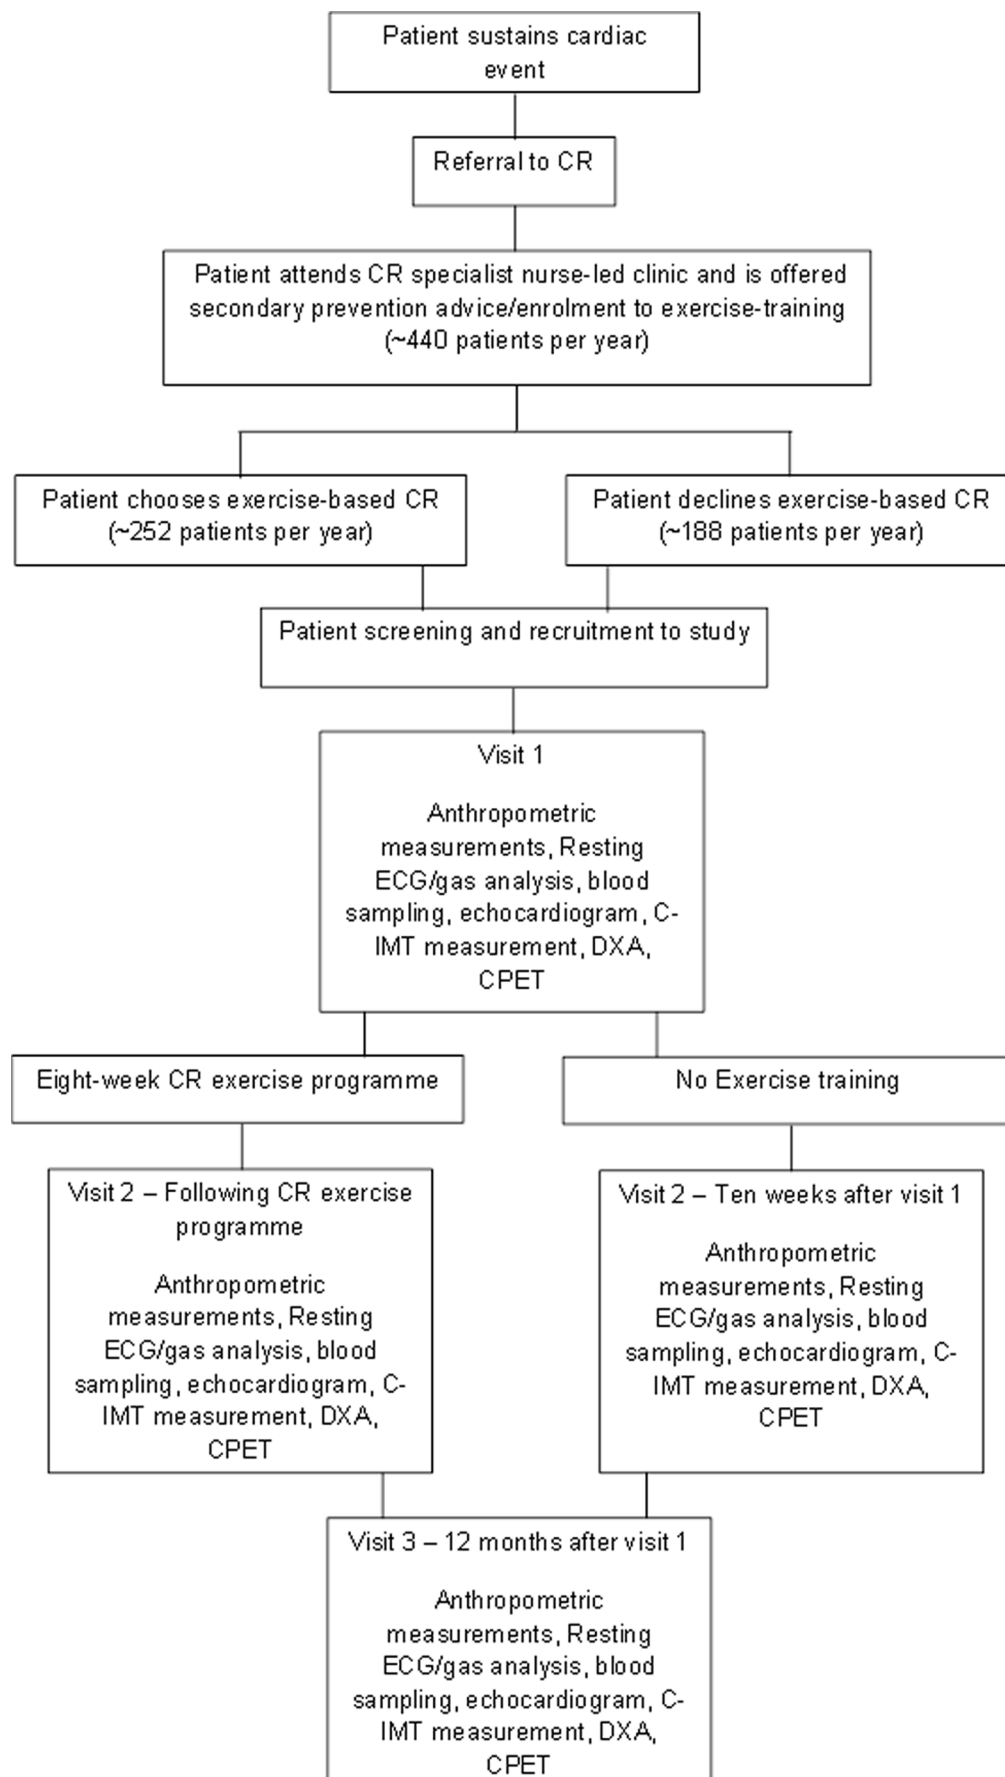 Patient sustains cardiac
event
Referral to CR
Patient attends CR specialist nurse-led clinic and is offered
secondary prevention advice/enrolment to exercise-training
(~440 patients per year)
Patient chooses exercise-based CR
(~252 patients per year)
Patient declines exercise-based CR
(~188 patients per year)
Patient screening and recruitment to study
Visit 1
Anthropometric
measurements, Resting
ECG/gas analysis, blood
sampling, echocardiogram, C-
IMT measurement, DXA,
CPET
Eight-week CR exercise programme
No Exercise training
Visit 2 – Following CR exercise
programme
Anthropometric
measurements, Resting
ECG/gas analysis, blood
sampling, echocardiogram, C-
IMT measurement, DXA,
CPET
Visit 2 – Ten weeks after visit 1
Anthropometric
measurements, Resting
ECG/gas analysis, blood
sampling, echocardiogram, C-
IMT measurement, DXA,
CPET
Visit 3 – 12 months after visit 1
Anthropometric
measurements, Resting
ECG/gas analysis, blood
sampling, echocardiogram, C-
IMT measurement, DXA,
CPET